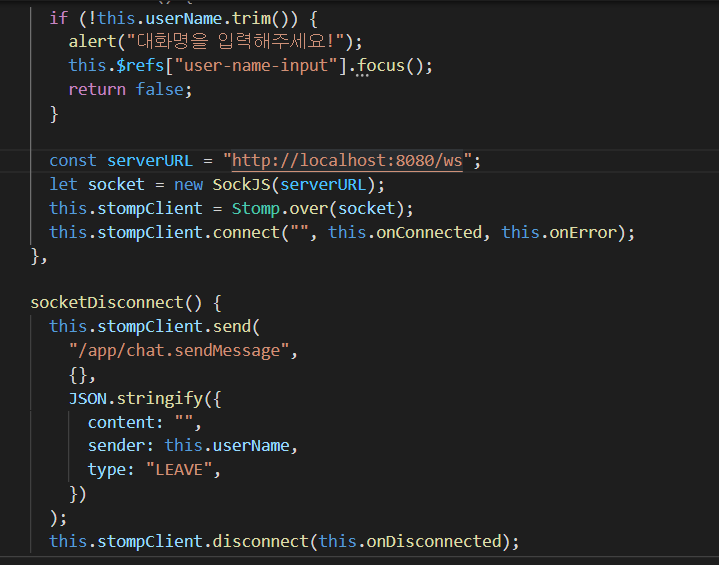 if (!this.userName.trim()) {
alert("대화명을 입력해주세요!");
this.$refs["user-name-input"].focus();
return false;
}
const serverURL = "http://localhost:8080/ws";
let socket = new SockJS(serverURL);
this.stompClient = Stomp.over(socket);
this.stompClient.connect("", this.onConnected, this.onError);
},
socketDisconnect() {
this.stompClient.send(
"/app/chat.sendMessage",
{},
JSON.stringify({
content: "",
sender: this.userName,
type: "LEAVE",
})
);
this.stompClient.disconnect(this.onDisconnected);